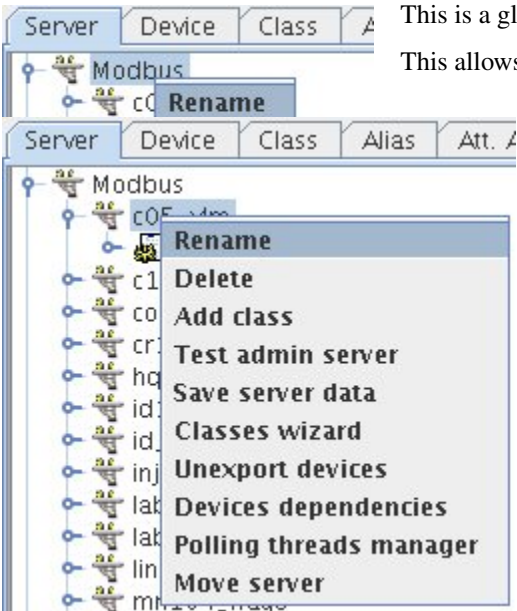 Server Device Class
This is a
This allows
Modbus
Rename
Server Device Class Alias Att.
Modbus
Rename
Delete
Add class
Test admin server
Save server data
Classes wizard
Unexport devices
Devices dependencies
Polling threads manager
Move server